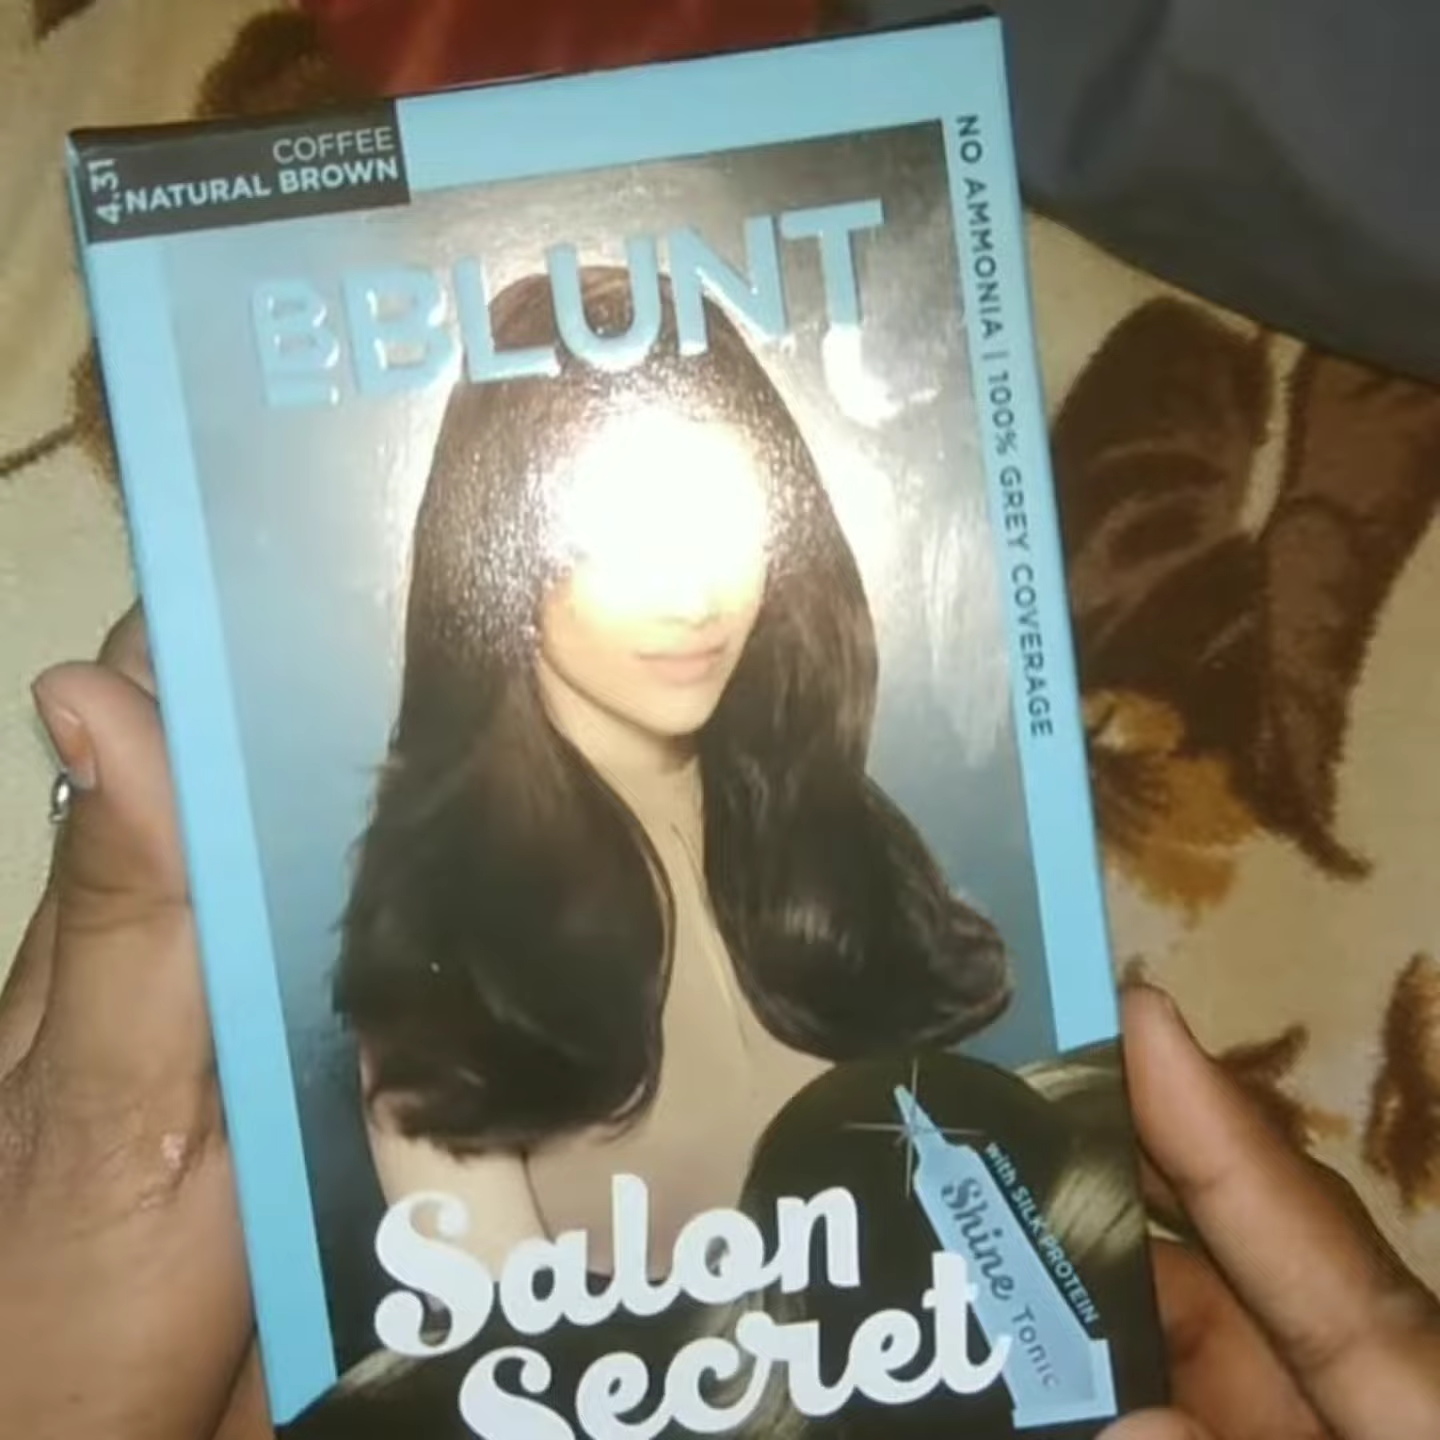 COFFEE
4.31 NATURAL BROWN
BBLUNT
NO AMMONIA | 100% GREY COVERAGE
with SILK PROTEIN
Shine Tonic
Salon
Secret